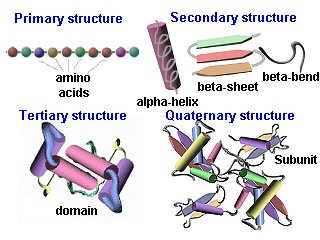 Primary structure
amino
acids
Secondary structure
alpha-helix
beta-sheet
beta-bend
Tertiary structure
domain
Quaternary structure
Subunit